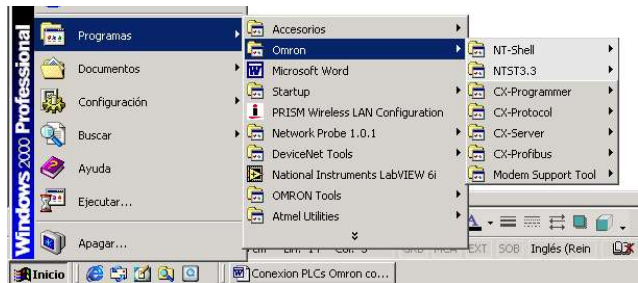 Windows 2000 Professional
Programas
Documentos
Configuración
Buscar
Ayuda
Ejecutar...
Apagar...
Accesorios
Omron
Microsoft Word
Startup
PRISM Wireless LAN Configuration
Network Probe 1.0.1
DeviceNet Tools
National Instruments LabVIEW 6i
OMRON Tools
Atmel Utilities
NT-Shell
NTST3.3
CX-Programmer
CX-Protocol
CX-Server
CX-Profibus
Modem Support Tool
EXT SOB Inglés (Rein
Inicio
Conexion PLCs Omron co...